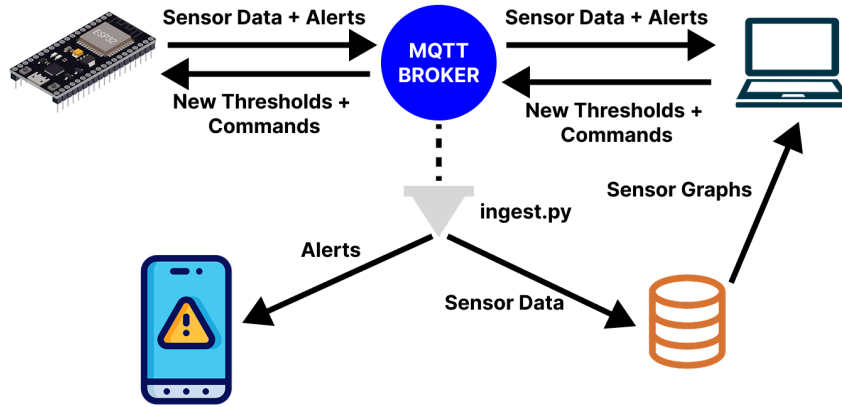 Sensor Data + Alerts
Sensor Data + Alerts
MQTT
BROKER
ESP32
New Thresholds +
Commands
New Thresholds +
Commands
Sensor Graphs
ingest.py
Alerts
Sensor Data